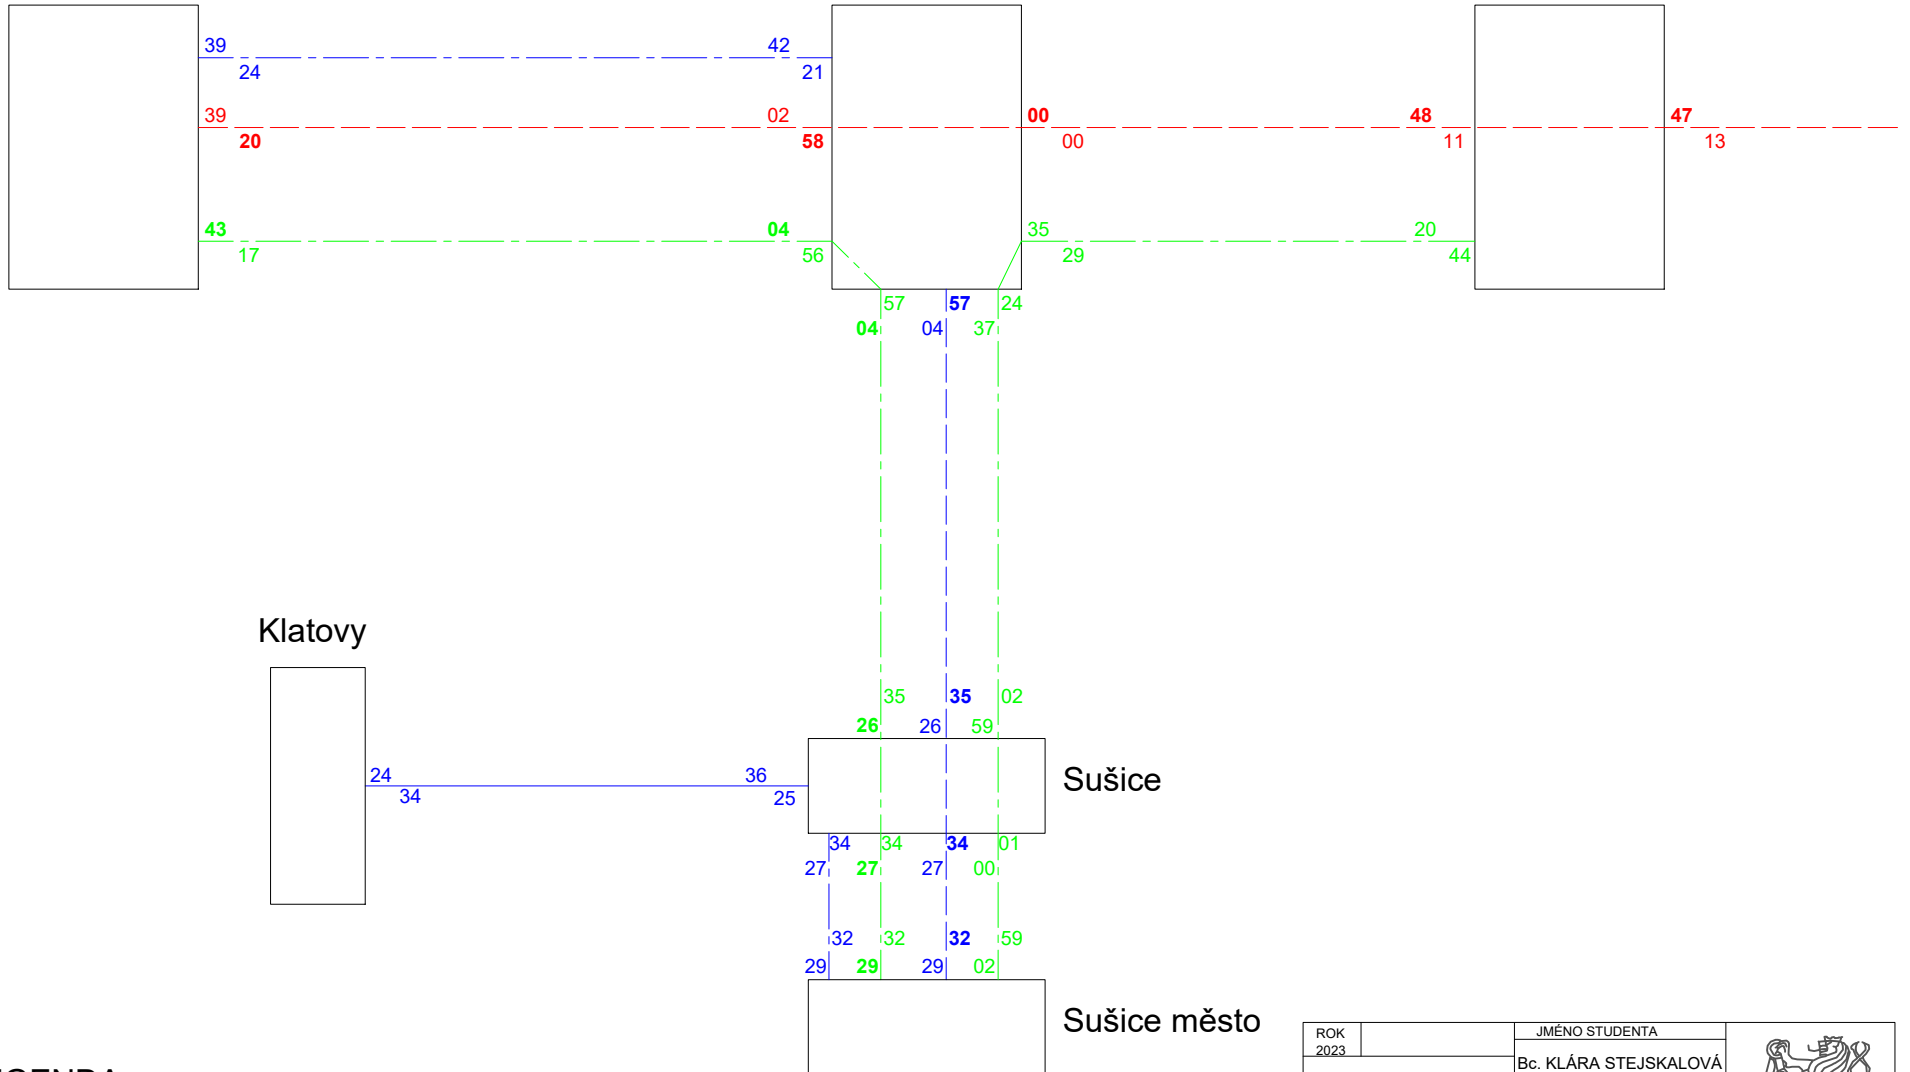 39 42
24 21
39 02 00 48 47
20 58 00 11 13
43 04 35 20
17 56 29 44
57 57 24
04 04 37
Klatovy
35 35 02
26 26 59
24 36
34 25
Sušice
34 34 34 01
27 27 27 00
32 32 32 59
29 29 29 02
Sušice město
ROK
2023
JMÉNO STUDENTA
Bc. KLÁRA STEJSKALOVÁ